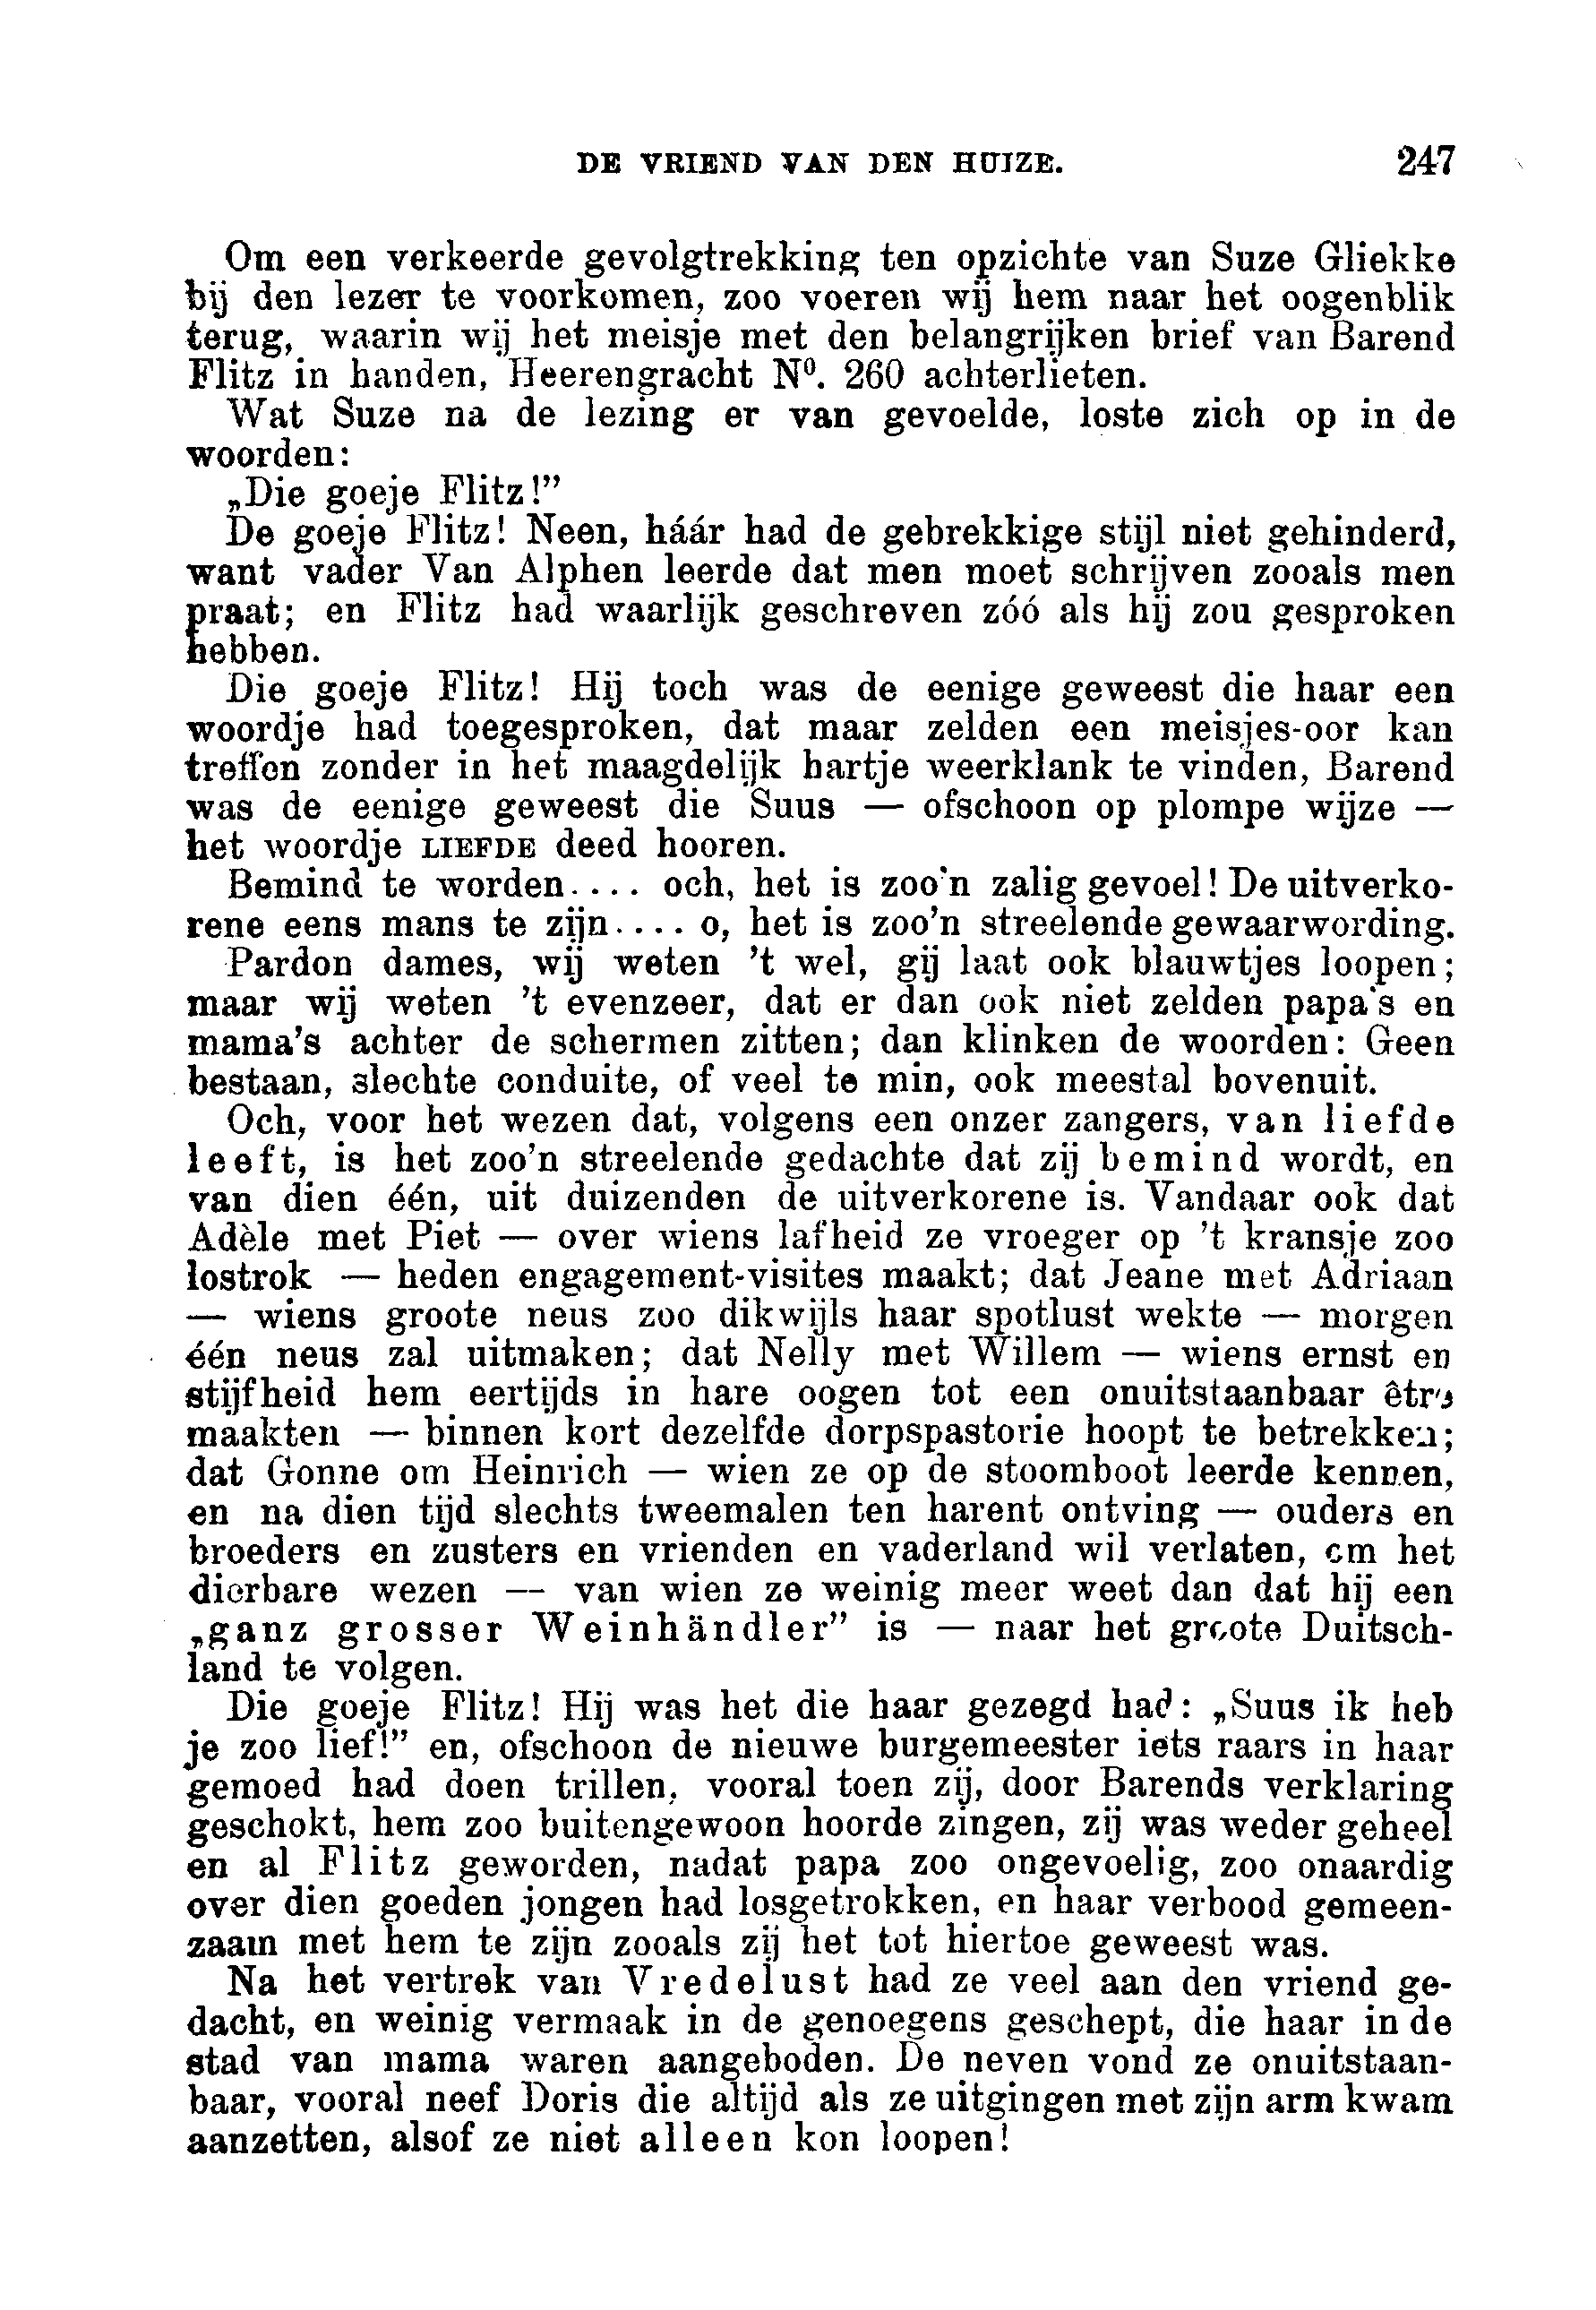 DE VRIEND VAN DEN HUIZE. 247
Om een verkeerde gevolgtrekking ten opzichte van Suze Gliekke
bij den lezer te voorkomen, zoo voeren wij hem naar het oogenblik
terug, waarin wij het meisje met den belangrijken brief van Barend
Flitz in handen, Heerengracht N⁰. 260 achterlieten.
Wat Suze na de lezing er van gevoelde, loste zich op in de
woorden:
„Die goeje Flitz!”
De goeje Flitz! Neen, háár had de gebrekkige stijl niet gehinderd,
want vader Van Alphen leerde dat men moet schrijven zooals men
praat; en Flitz had waarlijk geschreven zóó als hij zou gesproken
hebben.
Die goeje Flitz! Hij toch was de eenige geweest die haar een
woordje had toegesproken, dat maar zelden een meisjes-oor kan
treffen zonder in het maagdelijk hartje weerklank te vinden, Barend
was de eenige geweest die Suus — ofschoon op plompe wijze —
het woordje LIEFDE deed hooren.
Bemind te worden.... och, het is zoo'n zalig gevoel! De uitverko-
rene eens mans te zijn.... o, het is zoo'n streelende gewaarwording.
Pardon dames, wij weten 't wel, gij laat ook blauwtjes loopen;
maar wij weten 't evenzeer, dat er dan ook niet zelden papa's en
mama's achter de schermen zitten; dan klinken de woorden: Geen
bestaan, slechte conduite, of veel te min, ook meestal bovenuit.
Och, voor het wezen dat, volgens een onzer zangers, van liefde
leeft, is het zoo'n streelende gedachte dat zij bemind wordt, en
van dien één, uit duizenden de uitverkorene is. Vandaar ook dat
Adèle met Piet — over wiens lafheid ze vroeger op 't kransje zoo
lostrok — heden engagement-visites maakt; dat Jeane met Adriaan
— wiens groote neus zoo dikwijls haar spotlust wekte — morgen
één neus zal uitmaken; dat Nelly met Willem — wiens ernst en
stijfheid hem eertijds in hare oogen tot een onuitstaanbaar être
maakten — binnen kort dezelfde dorpspastorie hoopt te betrekken;
dat Gonne om Heinrich — wien ze op de stoomboot leerde kennen,
en na dien tijd slechts tweemalen ten harent ontving — ouders en
broeders en zusters en vrienden en vaderland wil verlaten, om het
dierbare wezen — van wien ze weinig meer weet dan dat hij een
„ganz grosser Weinhändler” is — naar het groote Duitsch-
land te volgen.
Die goeje Flitz! Hij was het die haar gezegd had: „Suus ik heb
je zoo lief!” en, ofschoon de nieuwe burgemeester iets raars in haar
gemoed had doen trillen, vooral toen zij, door Barends verklaring
geschokt, hem zoo buitengewoon hoorde zingen, zij was weder geheel
en al Flitz geworden, nadat papa zoo ongevoelig, zoo onaardig
over dien goeden jongen had losgetrokken, en haar verbood gemeen-
zaam met hem te zijn zooals zij het tot hiertoe geweest was.
Na het vertrek van Vredelust had ze veel aan den vriend ge-
dacht, en weinig vermaak in de genoegens geschept, die haar in de
stad van mama waren aangeboden. De neven vond ze onuitstaan-
baar, vooral neef Doris die altijd als ze uitgingen met zijn arm kwam
aanzetten, alsof ze niet alleen kon loopen!